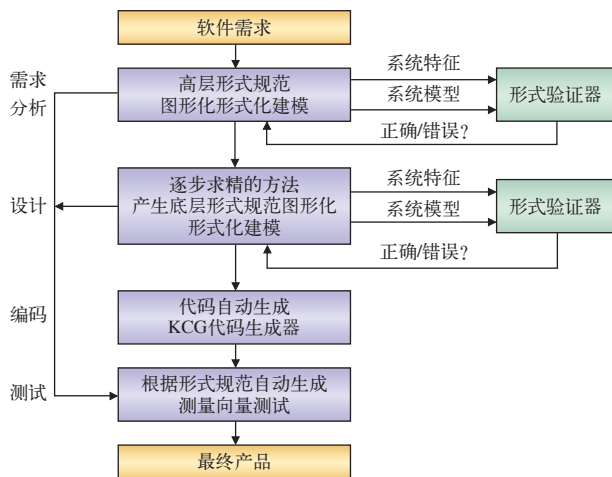 软件需求
需求
分析
高层形式规范
图形化形式化建模
系统特征
系统模型
正确/错误？
形式验证器
设计
逐步求精的方法
产生底层形式规范图形化
形式化建模
系统特征
系统模型
正确/错误？
形式验证器
编码
代码自动生成
KCG代码生成器
测试
根据形式规范自动生成
测量向量测试
最终产品